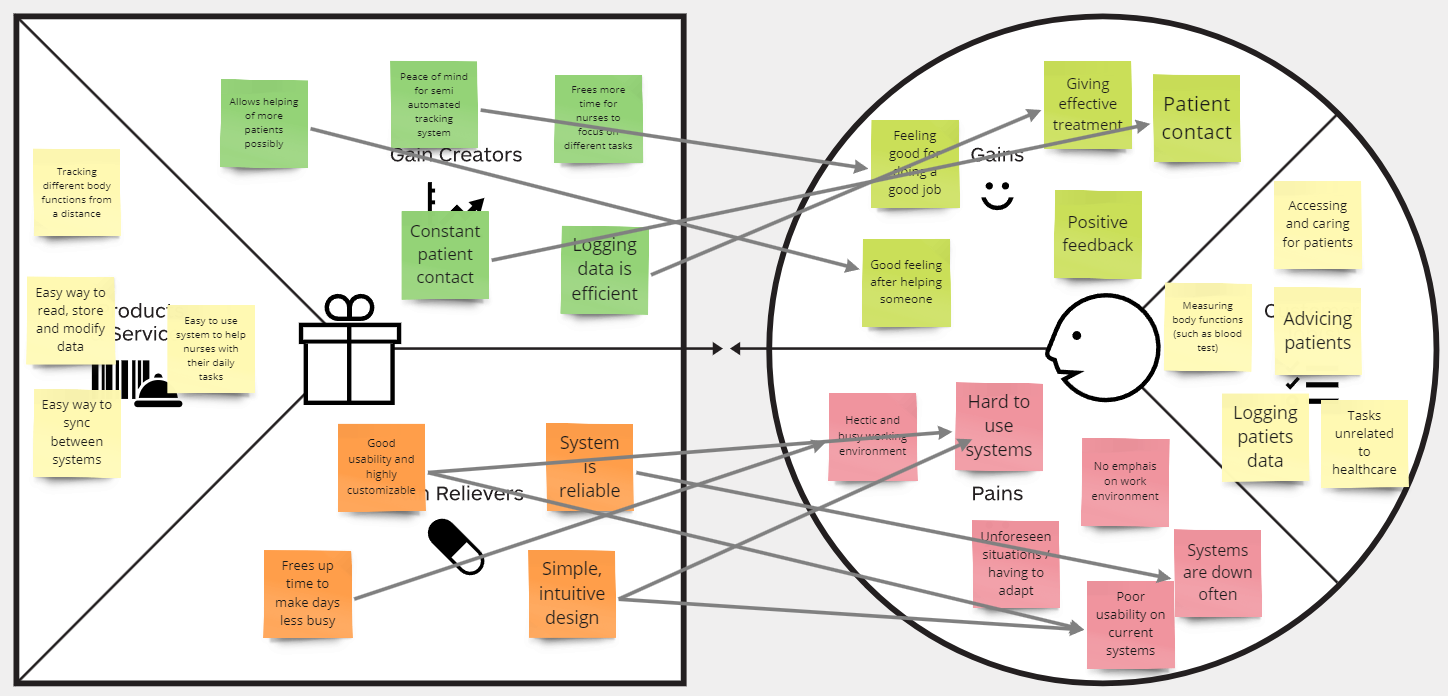 Allows helping
of more
patients
possibly
Peace of mind
for semi
automated
tracking
system
Frees more
time for
nurses to
focus on
different tasks
Gain Creators
Constant
patient
contact
Logging
data is
efficient
Tracking
different body
functions from
a distance
Easy way to
read, store
and modify
data
Easy to use
system to help
nurses with
their daily
tasks
Easy way to
sync
between
systems
Good
usability and
highly
customizable
System
is
reliable
Relievers
Frees up
time to
make days
less busy
Simple,
intuitive
design
Giving
effective
treatment
Patient
contact
Feeling
good for
doing a
good job
Gains
Positive
feedback
Good feeling
after helping
someone
Accessing
and caring
for patients
Measuring
body functions
(such as blood
test)
Advicing
patients
Logging
patiets
data
Tasks
unrelated
to
healthcare
Hectic and
busy working
environment
Hard to
use
systems
No emphais
on work
environment
Pains
Unforeseen
situations /
having to
adapt
Systems
are down
often
Poor
usability on
current
systems